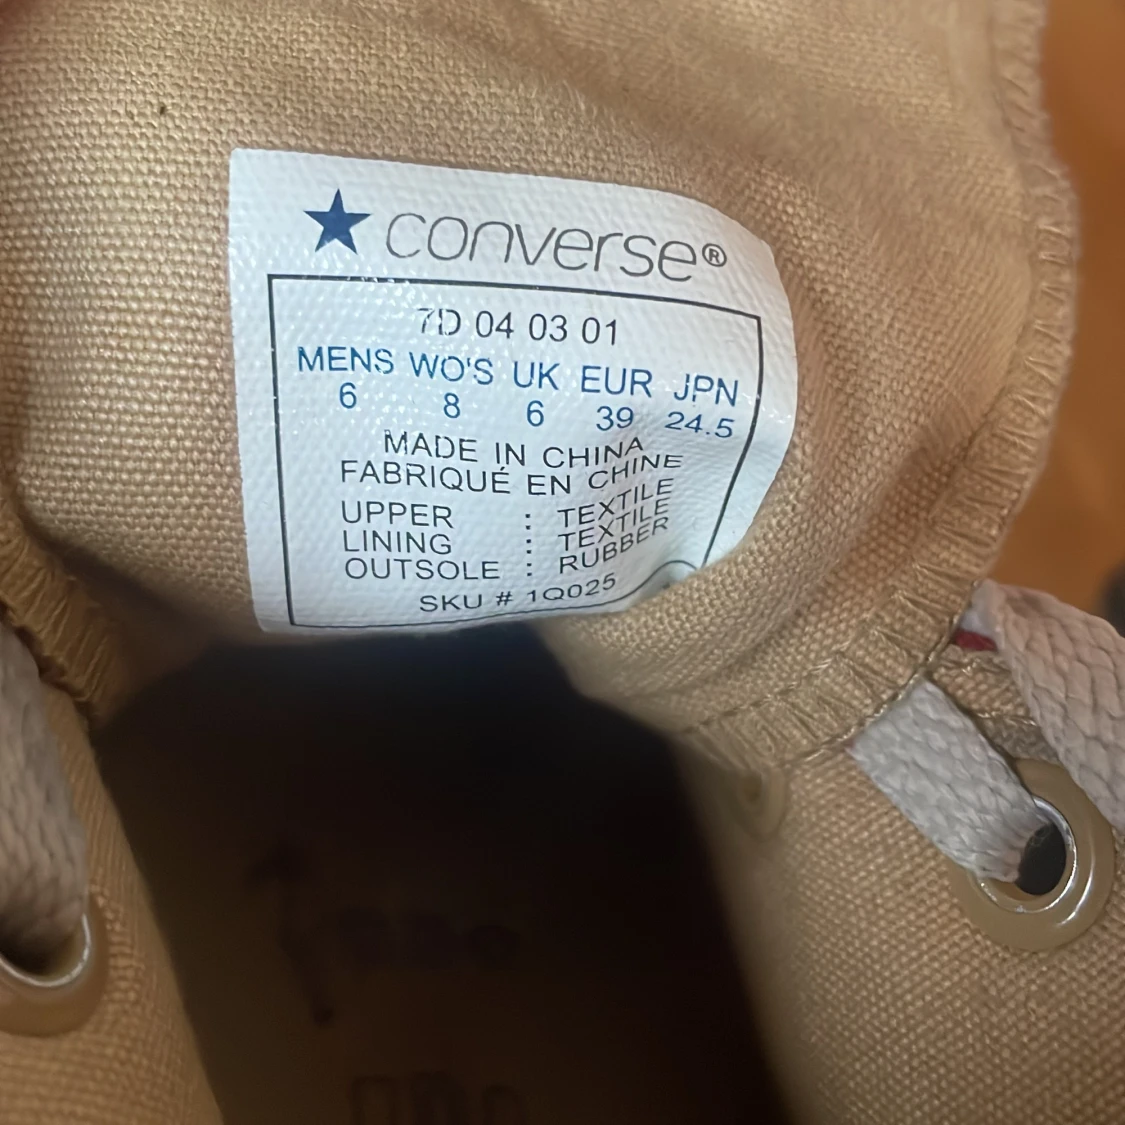 converse®
7D 04 03 01
MENS WO'S UK EUR JPN
6 8 6 39 24.5
MADE IN CHINA
FABRIQUÉ EN CHINE
UPPER : TEXTILE
LINING : TEXTILE
OUTSOLE : RUBBER
SKU # 1Q025